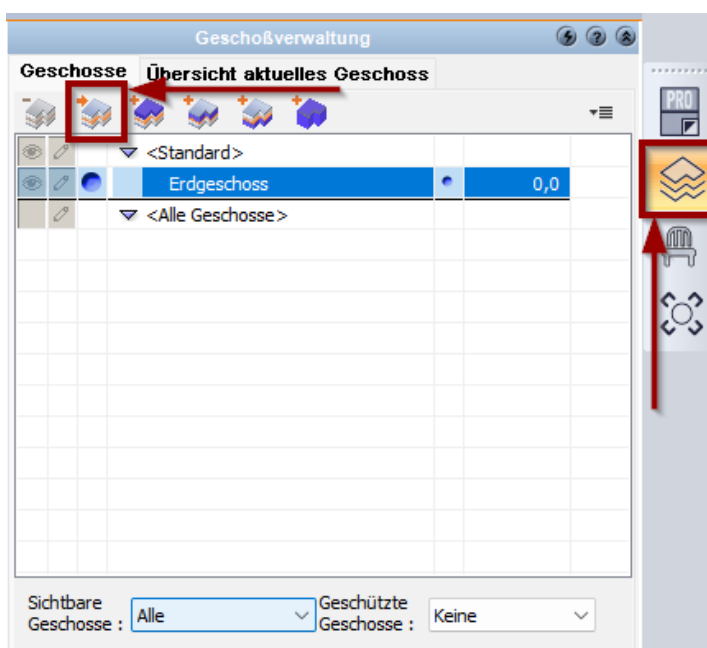 Geschoßverwaltung
Geschosse Übersicht aktuelles Geschoss
PRO
<Standard>
Erdgeschoss 0,0
<Alle Geschosse>
Sichtbare Geschosse : Alle
Geschützte Geschosse : Keine